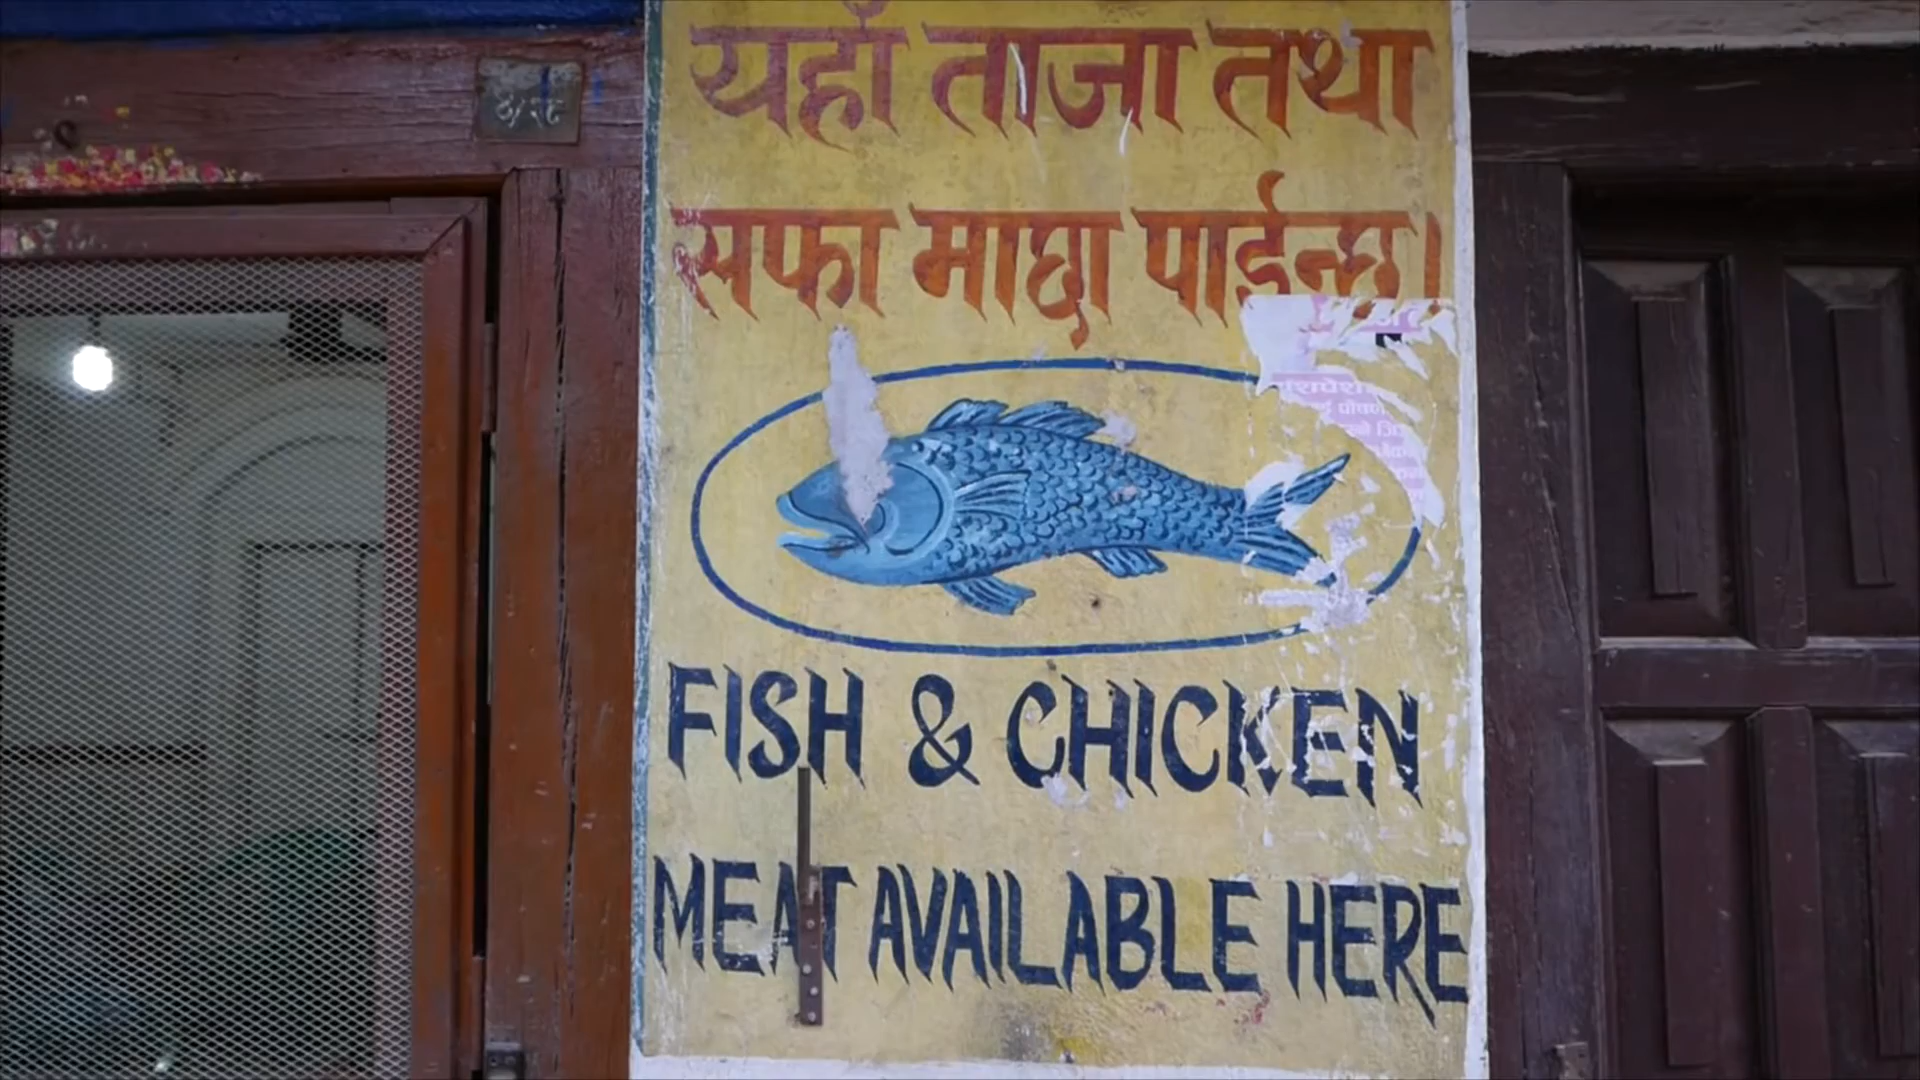 यहाँ ताजा तथा
सफा माछा पाईन्छ।
FISH & CHICKEN
MEAT AVAILABLE HERE